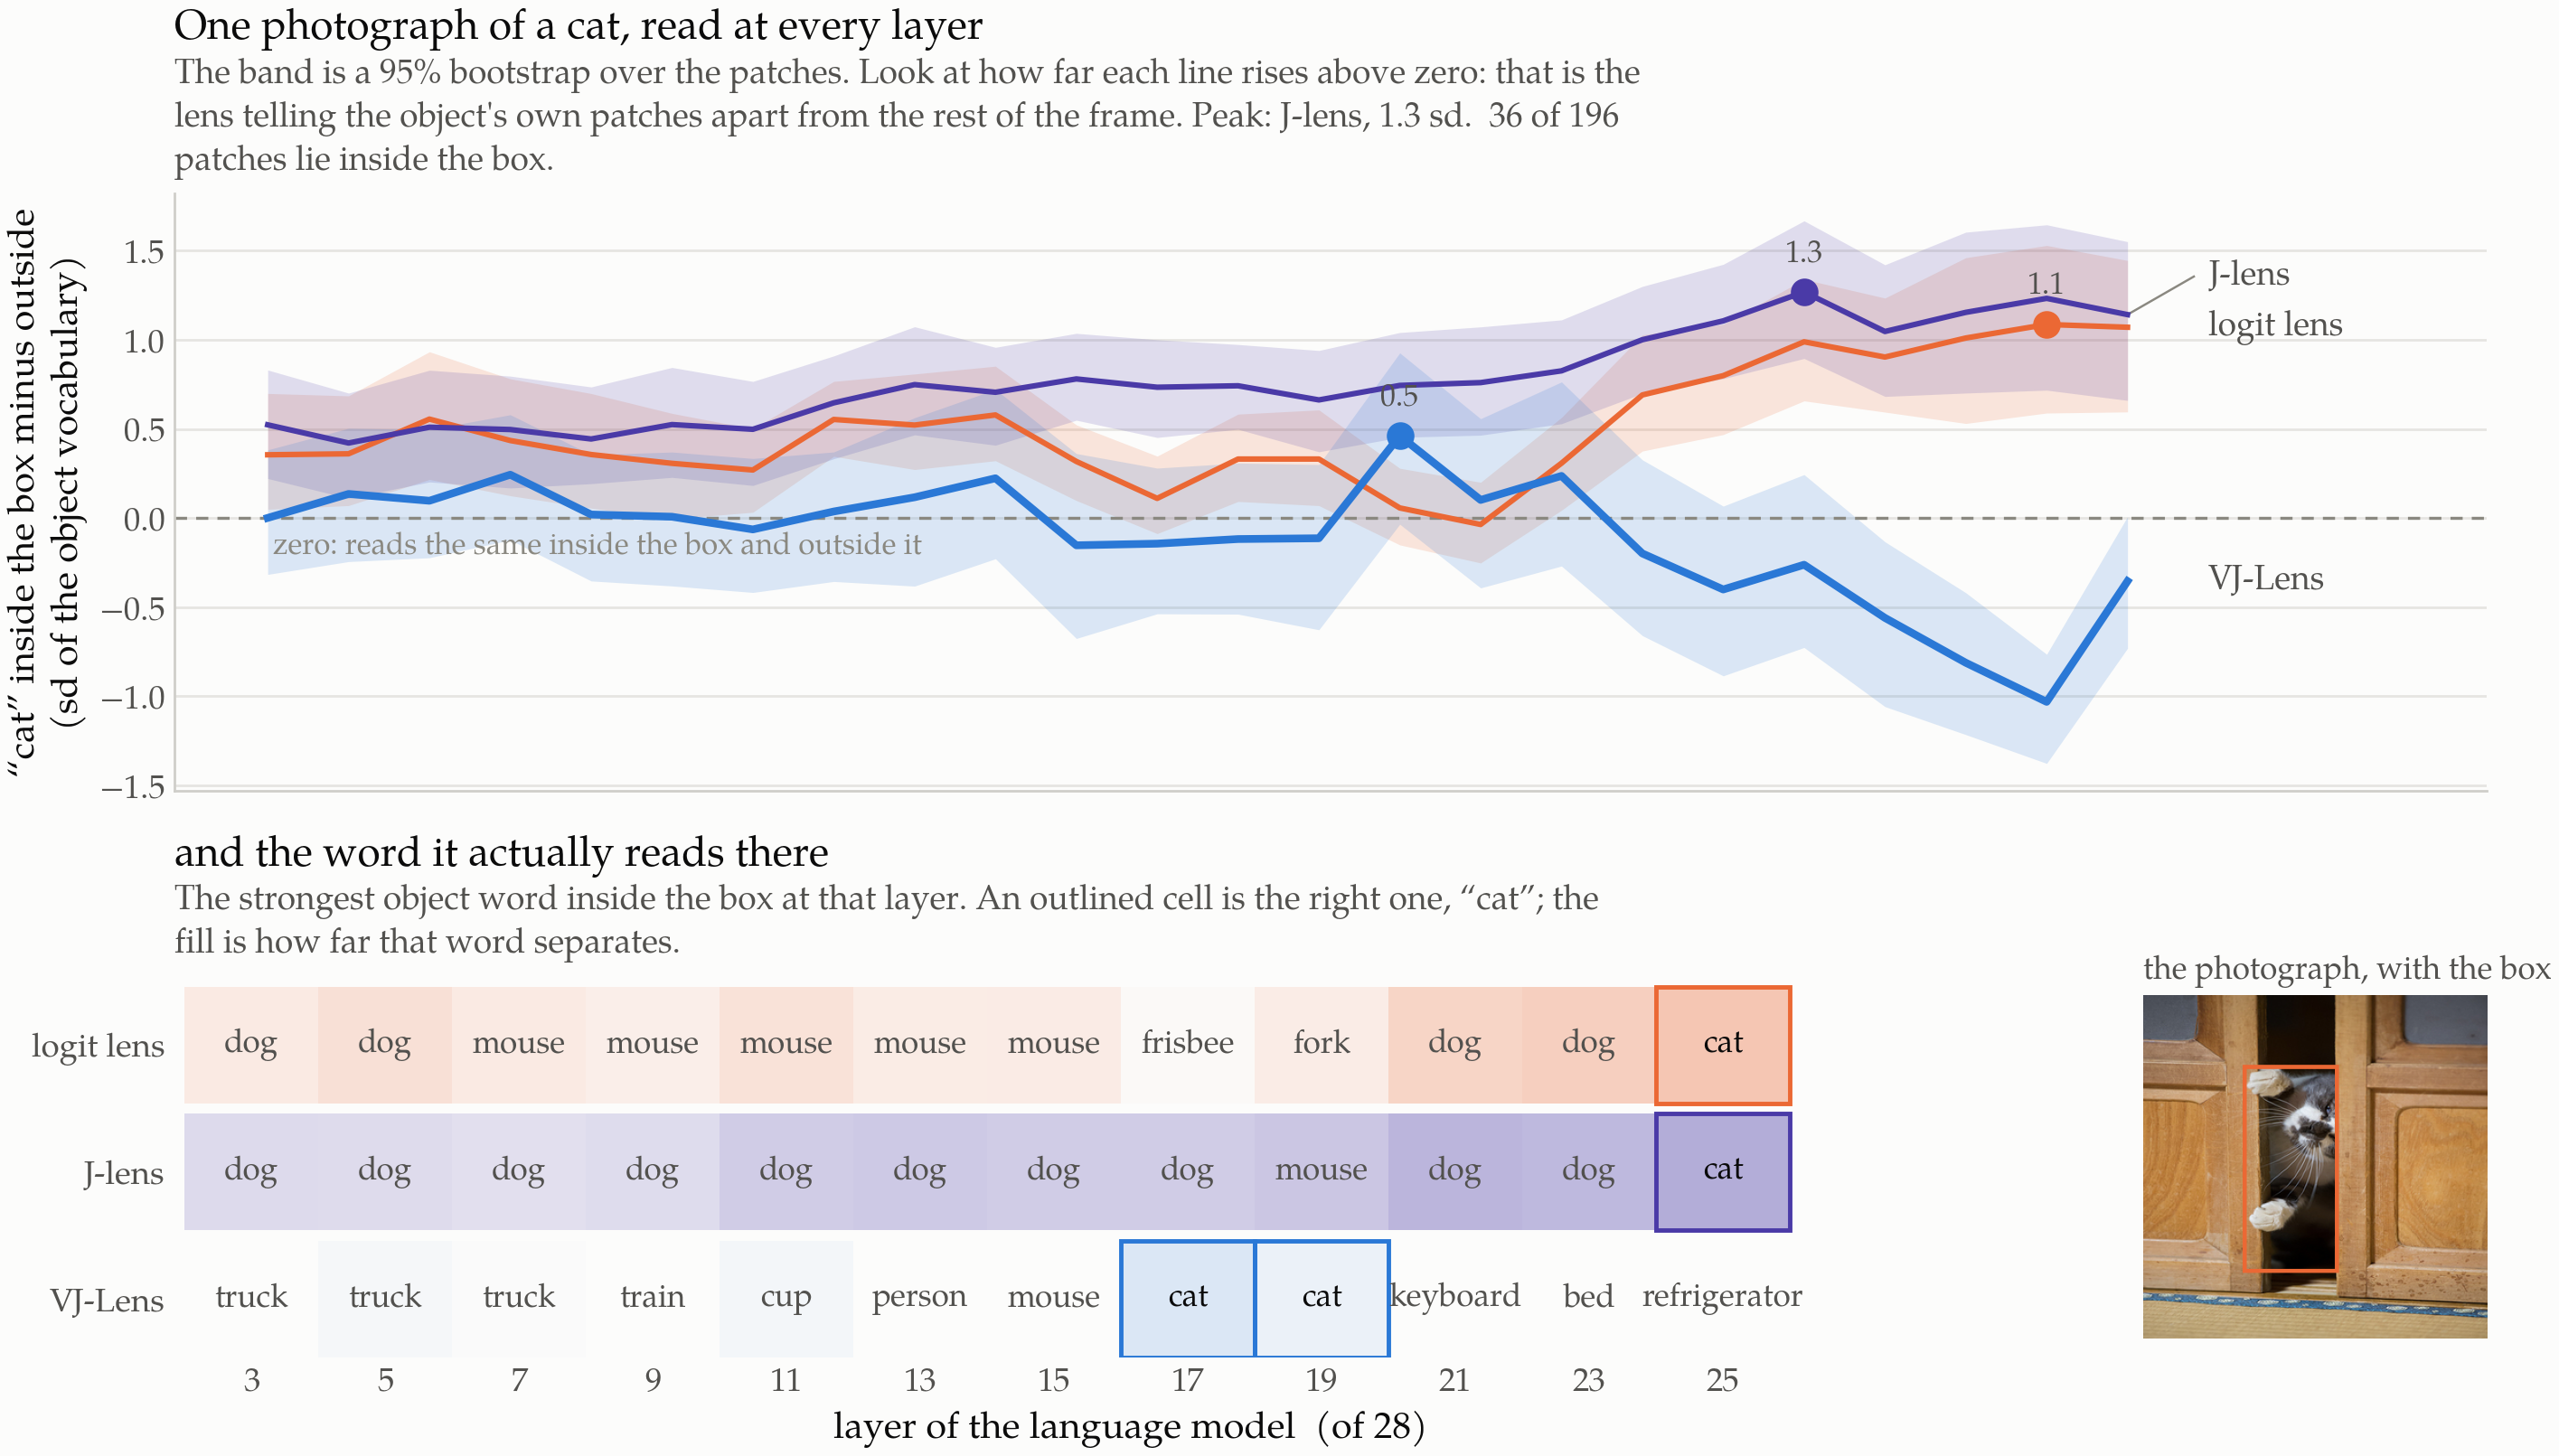 One photograph of a cat, read at every layer
The band is a 95% bootstrap over the patches. Look at how far each line rises above zero: that is the
lens telling the object's own patches apart from the rest of the frame. Peak: J-lens, 1.3 sd.  36 of 196
patches lie inside the box.
“cat” inside the box minus outside
(sd of the object vocabulary)
1.5
1.0
0.5
0.0
−0.5
−1.0
−1.5
1.3
1.1
0.5
J-lens
logit lens
VJ-Lens
zero: reads the same inside the box and outside it
and the word it actually reads there
The strongest object word inside the box at that layer. An outlined cell is the right one, “cat”; the
fill is how far that word separates.
the photograph, with the box
logit lens dog dog mouse mouse mouse mouse mouse frisbee fork dog dog cat
J-lens dog dog dog dog dog dog dog dog mouse dog dog cat
VJ-Lens truck truck truck train cup person mouse cat cat keyboard bed refrigerator
3 5 7 9 11 13 15 17 19 21 23 25
layer of the language model  (of 28)